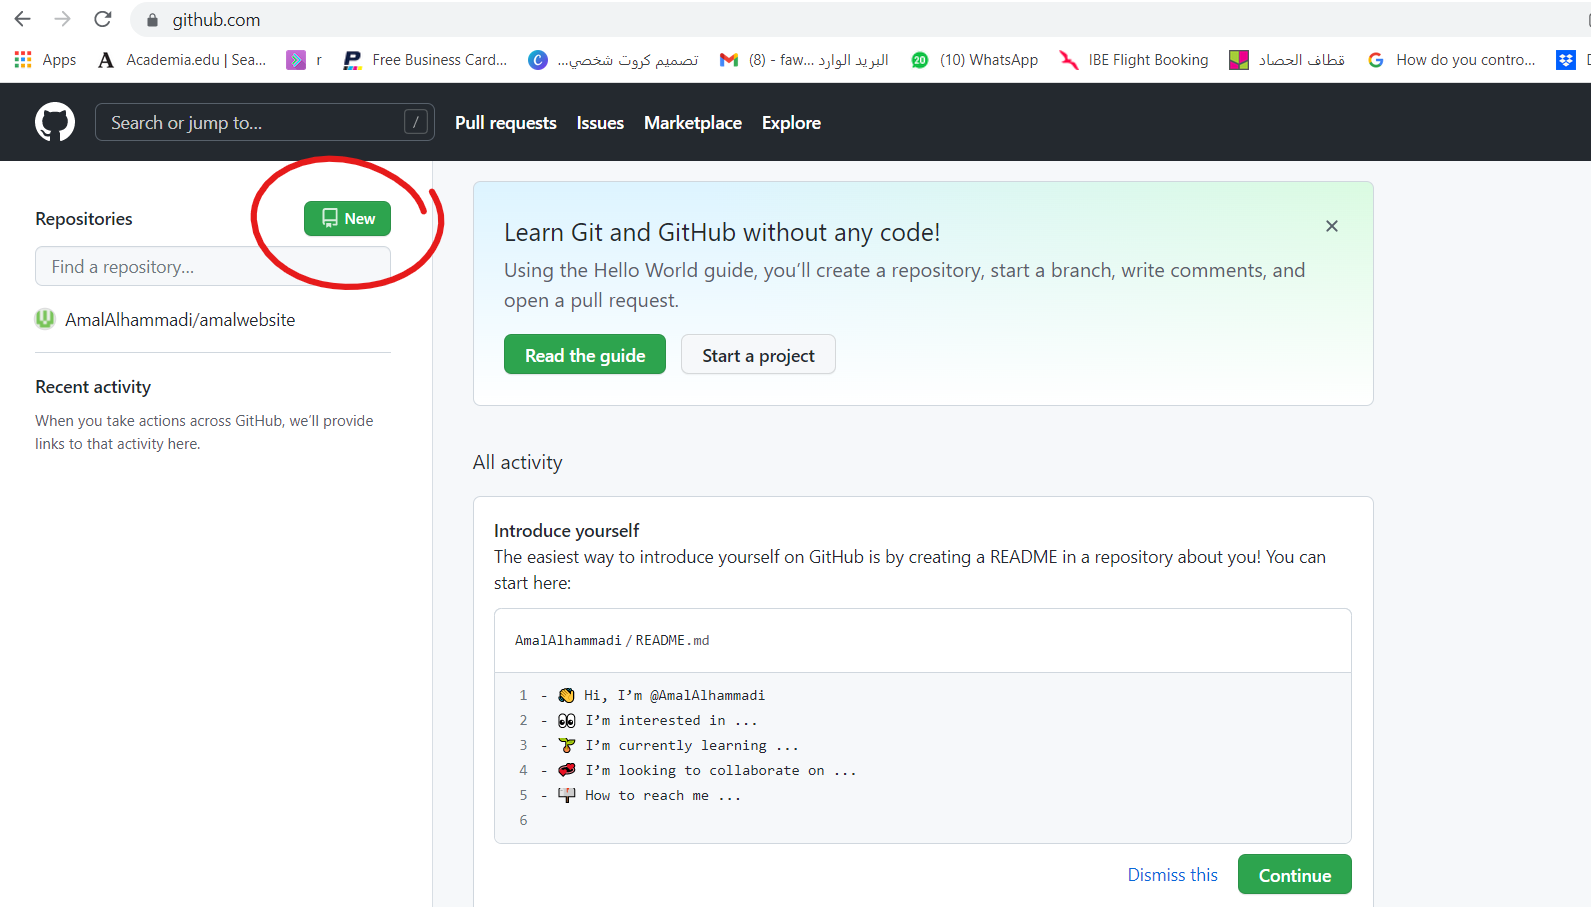 github.com
Apps
Academia.edu | Sea...
r
Free Business Card...
تصميم كروت شخصي...
البريد الوارد (8) - faw...
(10) WhatsApp
IBE Flight Booking
قطاف الحصاد
How do you contro...
Search or jump to...
/
Pull requests
Issues
Marketplace
Explore
Repositories
New
Find a repository...
AmalAlhammadi/amalwebsite
Recent activity
When you take actions across GitHub, we’ll provide
links to that activity here.
Learn Git and GitHub without any code!
Using the Hello World guide, you’ll create a repository, start a branch, write comments, and
open a pull request.
Read the guide
Start a project
All activity
Introduce yourself
The easiest way to introduce yourself on GitHub is by creating a README in a repository about you! You can
start here:
AmalAlhammadi / README.md
1 - 👋 Hi, I’m @AmalAlhammadi
2 - 👀 I’m interested in ...
3 - 🌱 I’m currently learning ...
4 - 💞️ I’m looking to collaborate on ...
5 - 📫 How to reach me ...
6
Dismiss this
Continue